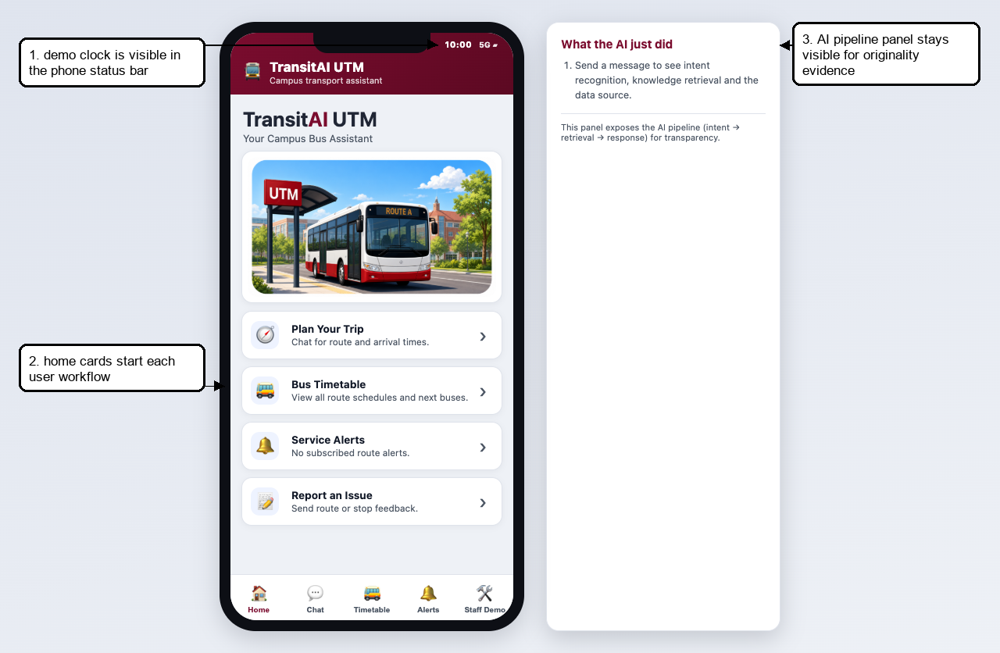 1. demo clock is visible in
the phone status bar
10:00 5G
TransitAI UTM
Campus transport assistant
TransitAI UTM
Your Campus Bus Assistant
UTM
ROUTE A
Plan Your Trip
Chat for route and arrival times.
2. home cards start each
user workflow
Bus Timetable
View all route schedules and next buses.
Service Alerts
No subscribed route alerts.
Report an Issue
Send route or stop feedback.
Home
Chat
Timetable
Alerts
Staff Demo
What the AI just did
1. Send a message to see intent
recognition, knowledge retrieval and the
data source.
This panel exposes the AI pipeline (intent →
retrieval → response) for transparency.
3. AI pipeline panel stays
visible for originality
evidence